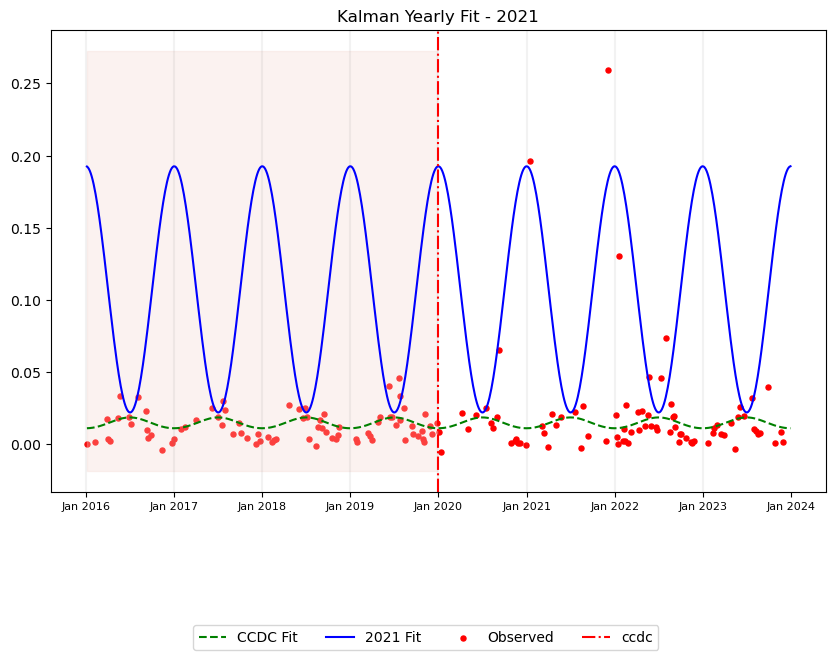 Kalman Yearly Fit - 2021
0.25
0.20
0.15
0.10
0.05
0.00
Jan 2016 Jan 2017 Jan 2018 Jan 2019 Jan 2020 Jan 2021 Jan 2022 Jan 2023 Jan 2024
CCDC Fit 2021 Fit Observed ccdc